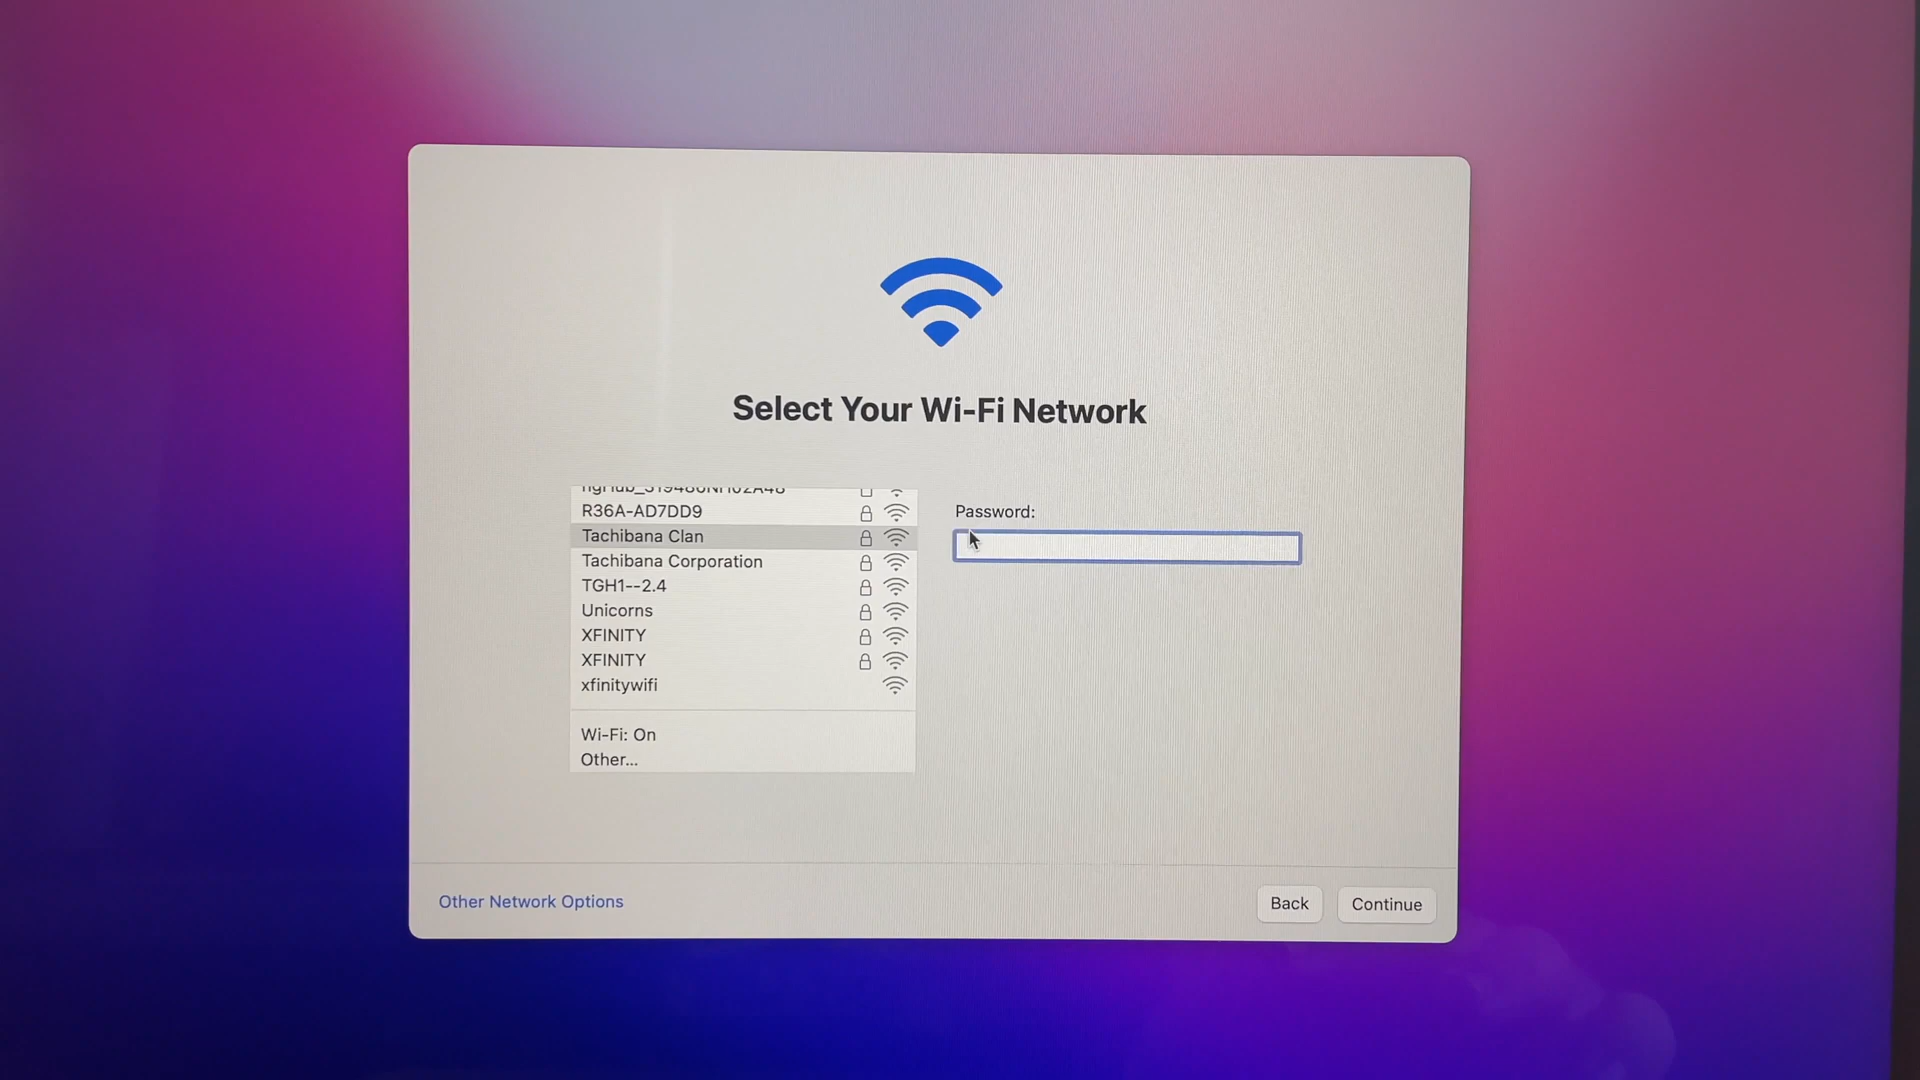 Select Your Wi-Fi Network
R36A-AD7DD9
Tachibana Clan
Tachibana Corporation
TGH1--2.4
Unicorns
XFINITY
XFINITY
xfinitywifi
Wi-Fi: On
Other...
Password:
Other Network Options
Back
Continue